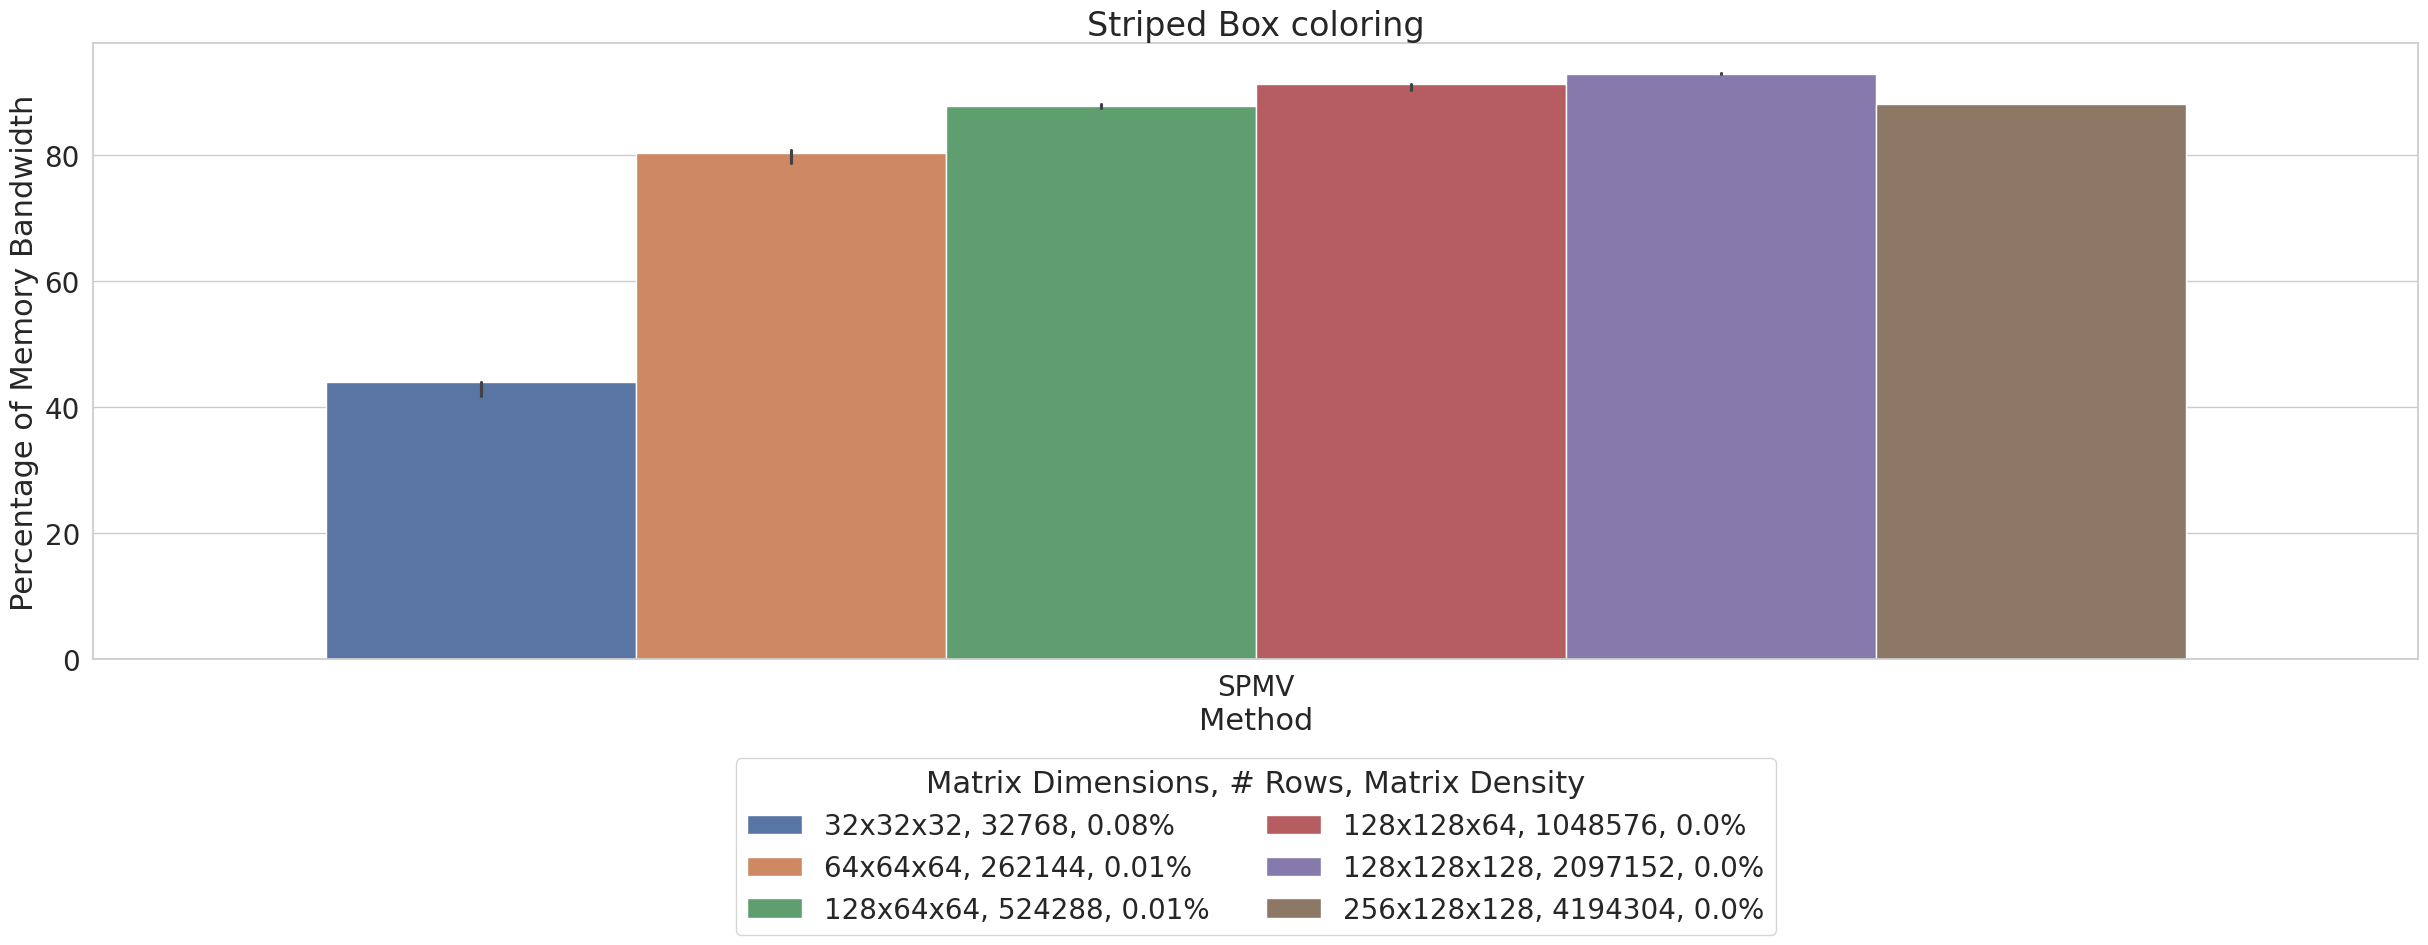 Striped Box coloring
Percentage of Memory Bandwidth
80
60
40
20
0
SPMV
Method
Matrix Dimensions, # Rows, Matrix Density
32x32x32, 32768, 0.08%
64x64x64, 262144, 0.01%
128x64x64, 524288, 0.01%
128x128x64, 1048576, 0.0%
128x128x128, 2097152, 0.0%
256x128x128, 4194304, 0.0%